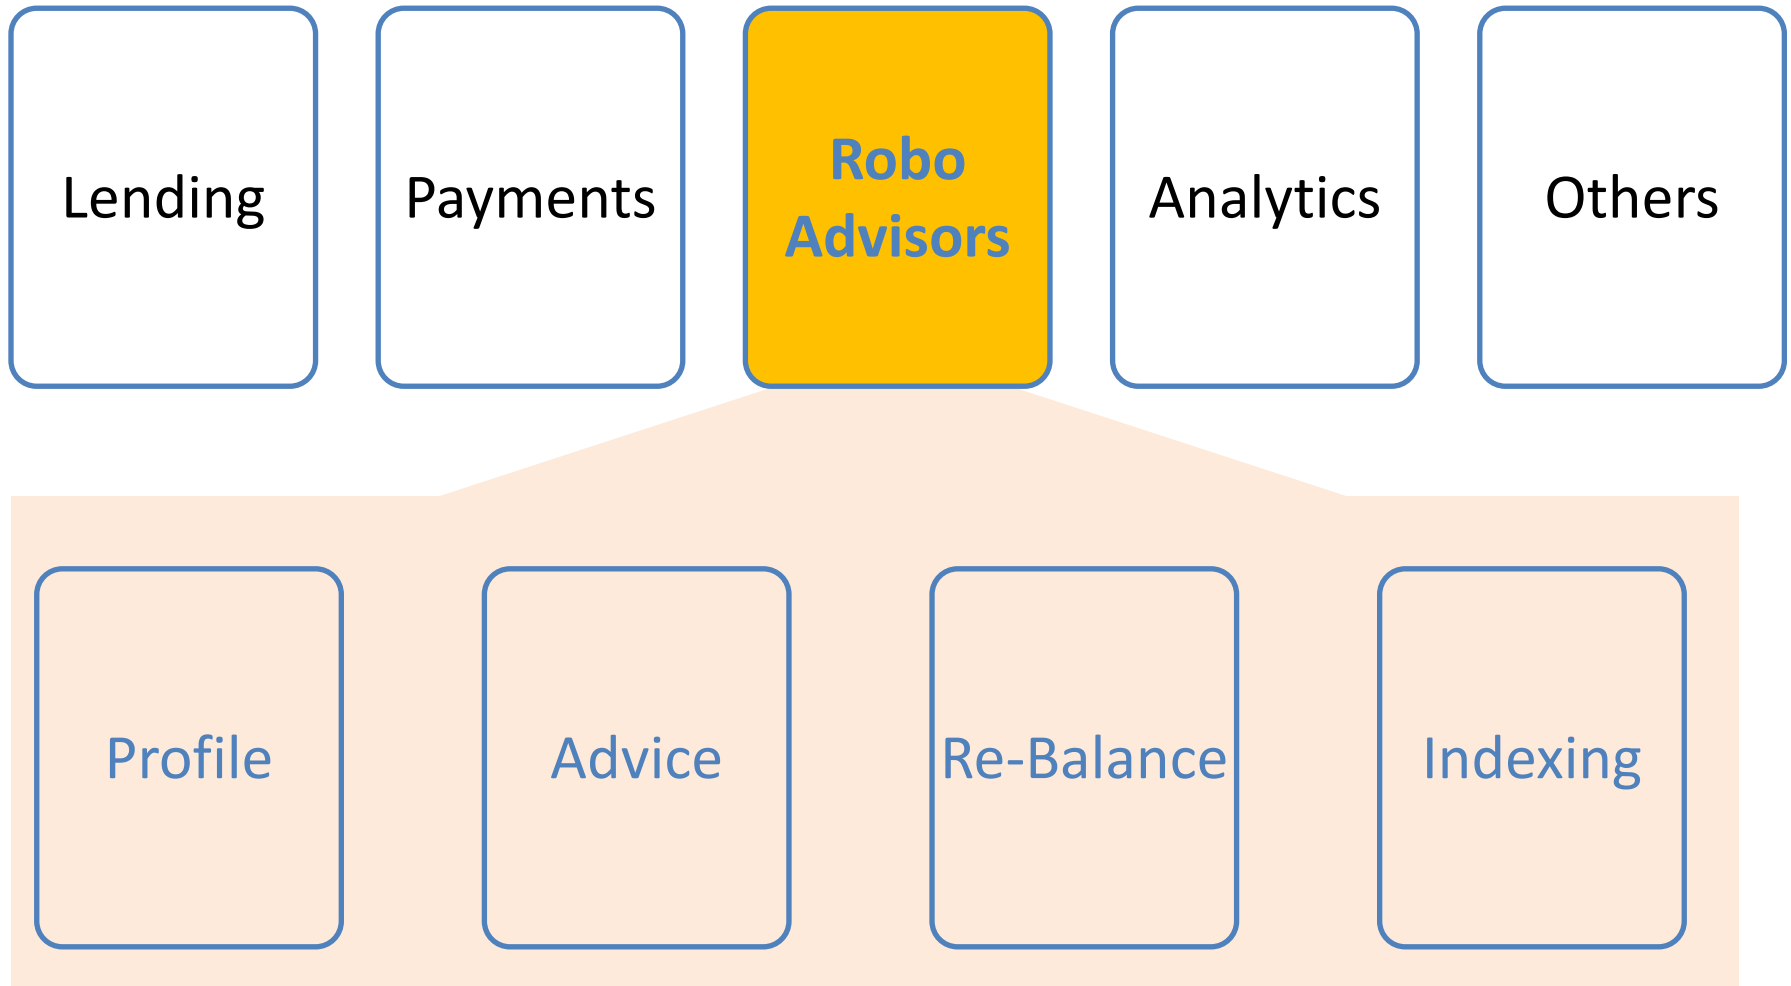 Lending
Payments
Robo
Advisors
Analytics
Others
Profile
Advice
Re-Balance
Indexing